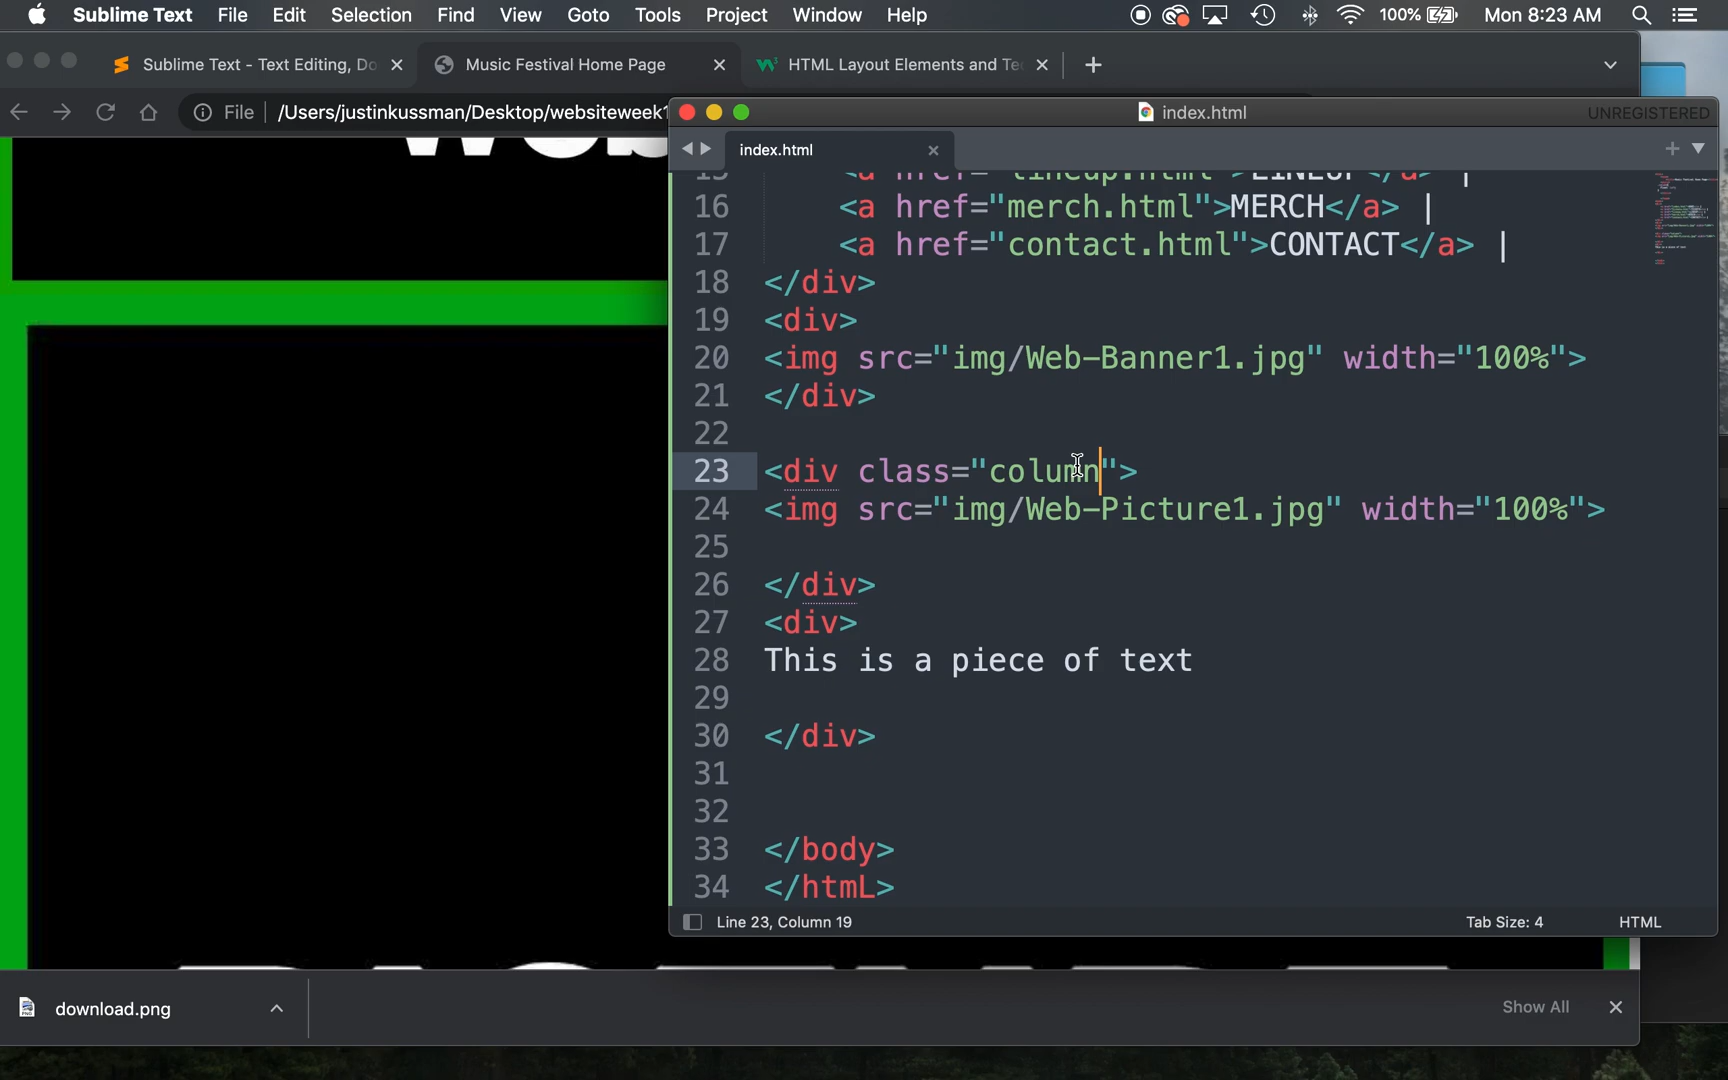 Sublime Text File Edit Selection Find View Goto Tools Project Window Help 100% Mon 8:23 AM
Sublime Text - Text Editing, Do Music Festival Home Page HTML Layout Elements and Te
File /Users/justinkussman/Desktop/websiteweek1
index.html UNREGISTERED
index.html
15 <a href="lineup.html">LINEUP</a> |
16 <a href="merch.html">MERCH</a> |
17 <a href="contact.html">CONTACT</a> |
18 </div>
19 <div>
20 <img src="img/Web-Banner1.jpg" width="100%">
21 </div>
22
23 <div class="column">
24 <img src="img/Web-Picture1.jpg" width="100%">
25
26 </div>
27 <div>
28 This is a piece of text
29
30 </div>
31
32
33 </body>
34 </htmL>
Line 23, Column 19 Tab Size: 4 HTML
download.png Show All